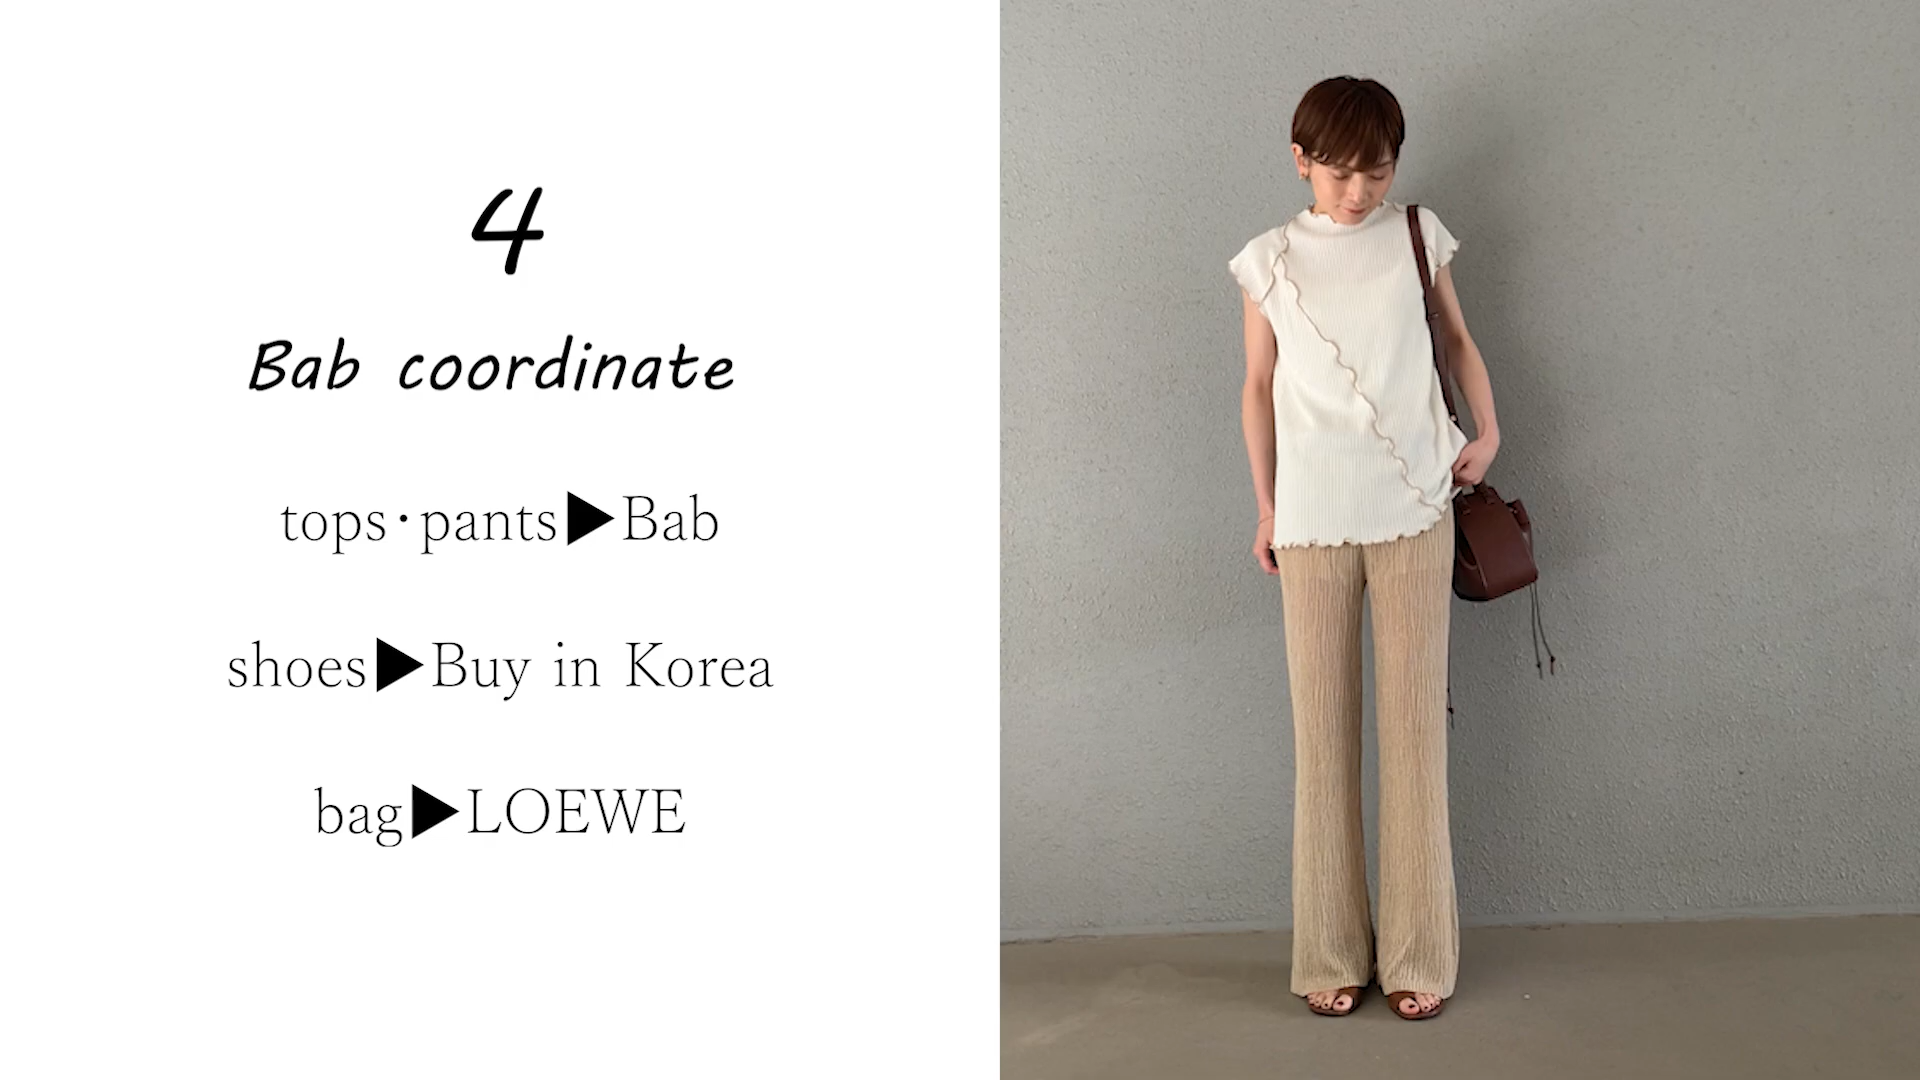 4
Bab coordinate
tops・pants▶Bab
shoes▶Buy in Korea
bag▶LOEWE